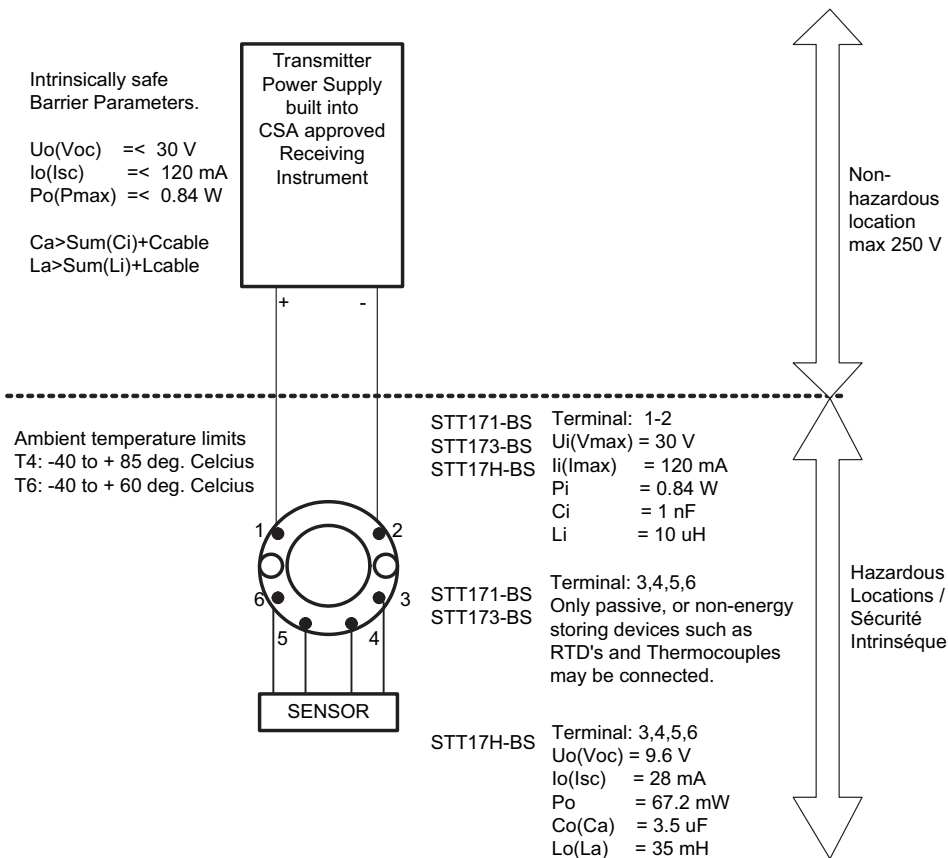 Intrinsically safe
Barrier Parameters.
Uo(Voc) =< 30 V
Io(Isc) =< 120 mA
Po(Pmax) =< 0.84 W
Ca>Sum(Ci)+Ccable
La>Sum(Li)+Lcable
Transmitter
Power Supply
built into
CSA approved
Receiving
Instrument
+ -
Non-
hazardous
location
max 250 V
Ambient temperature limits
T4: -40 to + 85 deg. Celcius
T6: -40 to + 60 deg. Celcius
1
2
6
3
5
4
SENSOR
STT171-BS
STT173-BS
STT17H-BS
Terminal: 1-2
Ui(Vmax) = 30 V
Ii(Imax) = 120 mA
Pi = 0.84 W
Ci = 1 nF
Li = 10 uH
STT171-BS
STT173-BS
Terminal: 3,4,5,6
Only passive, or non-energy
storing devices such as
RTD's and Thermocouples
may be connected.
STT17H-BS
Terminal: 3,4,5,6
Uo(Voc) = 9.6 V
Io(Isc) = 28 mA
Po = 67.2 mW
Co(Ca) = 3.5 uF
Lo(La) = 35 mH
Hazardous
Locations /
Sécurité
Intrinséque